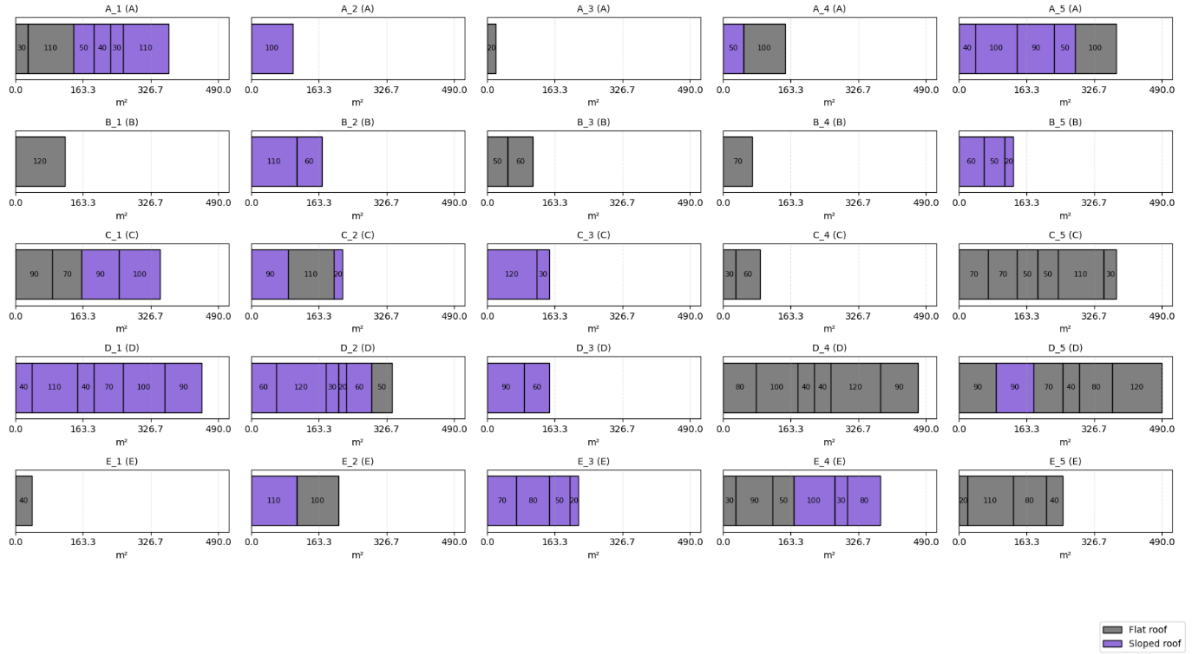 A_1 (A) A_2 (A) A_3 (A) A_4 (A) A_5 (A)
30 110 50 40 30 110 100 20 50 100 40 100 90 50 100
0.0 163.3 326.7 490.0 0.0 163.3 326.7 490.0 0.0 163.3 326.7 490.0 0.0 163.3 326.7 490.0 0.0 163.3 326.7 490.0
m² m² m² m² m²
B_1 (B) B_2 (B) B_3 (B) B_4 (B) B_5 (B)
120 110 60 50 60 70 60 50 20
0.0 163.3 326.7 490.0 0.0 163.3 326.7 490.0 0.0 163.3 326.7 490.0 0.0 163.3 326.7 490.0 0.0 163.3 326.7 490.0
m² m² m² m² m²
C_1 (C) C_2 (C) C_3 (C) C_4 (C) C_5 (C)
90 70 90 100 90 110 20 120 30 30 60 70 70 50 50 110 30
0.0 163.3 326.7 490.0 0.0 163.3 326.7 490.0 0.0 163.3 326.7 490.0 0.0 163.3 326.7 490.0 0.0 163.3 326.7 490.0
m² m² m² m² m²
D_1 (D) D_2 (D) D_3 (D) D_4 (D) D_5 (D)
40 110 40 70 100 90 60 120 30 20 60 50 90 60 80 100 40 40 120 90 90 90 70 40 80 120
0.0 163.3 326.7 490.0 0.0 163.3 326.7 490.0 0.0 163.3 326.7 490.0 0.0 163.3 326.7 490.0 0.0 163.3 326.7 490.0
m² m² m² m² m²
E_1 (E) E_2 (E) E_3 (E) E_4 (E) E_5 (E)
40 110 100 70 80 50 20 30 90 50 100 30 80 20 110 80 40
0.0 163.3 326.7 490.0 0.0 163.3 326.7 490.0 0.0 163.3 326.7 490.0 0.0 163.3 326.7 490.0 0.0 163.3 326.7 490.0
m² m² m² m² m²
Flat roof
Sloped roof